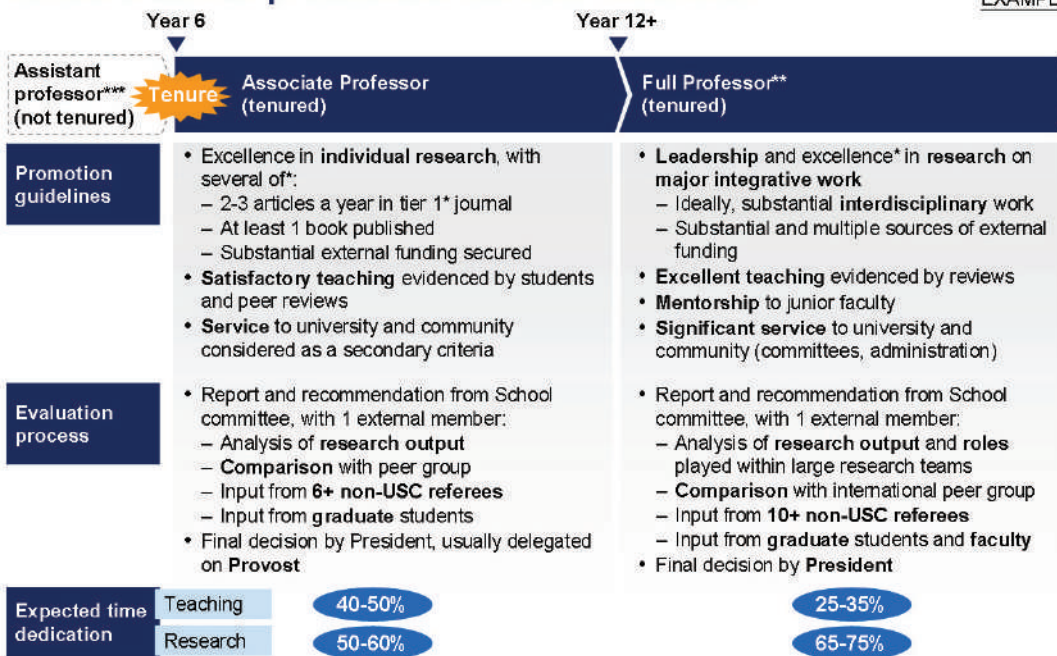 EXAMPLE
Year 6
Year 12+
Assistant
professor***
(not tenured)
Tenure
Associate Professor
(tenured)
Full Professor**
(tenured)
Promotion
guidelines
• Excellence in individual research, with
several of*:
– 2-3 articles a year in tier 1* journal
– At least 1 book published
– Substantial external funding secured
• Satisfactory teaching evidenced by students
and peer reviews
• Service to university and community
considered as a secondary criteria
• Leadership and excellence* in research on
major integrative work
– Ideally, substantial interdisciplinary work
– Substantial and multiple sources of external
funding
• Excellent teaching evidenced by reviews
• Mentorship to junior faculty
• Significant service to university and
community (committees, administration)
Evaluation
process
• Report and recommendation from School
committee, with 1 external member:
– Analysis of research output
– Comparison with peer group
– Input from 6+ non-USC referees
– Input from graduate students
• Final decision by President, usually delegated
on Provost
• Report and recommendation from School
committee, with 1 external member:
– Analysis of research output and roles
played within large research teams
– Comparison with international peer group
– Input from 10+ non-USC referees
– Input from graduate students and faculty
• Final decision by President
Expected time
dedication
Teaching
40-50%
25-35%
Research
50-60%
65-75%